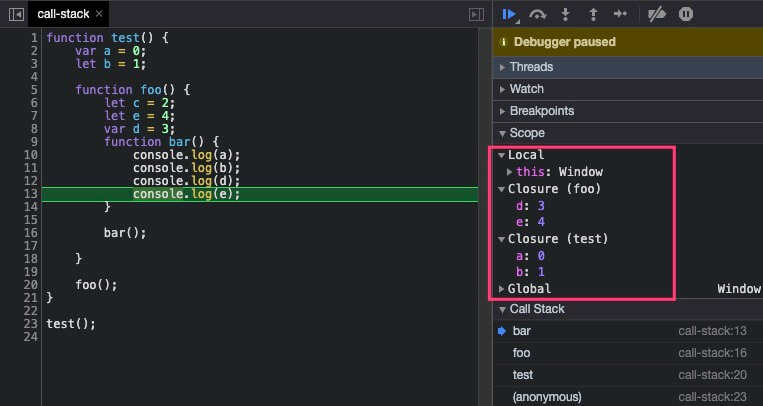 call-stack ×
1 function test() {
2 var a = 0;
3 let b = 1;
4
5 function foo() {
6 let c = 2;
7 let e = 4;
8 var d = 3;
9 function bar() {
10 console.log(a);
11 console.log(b);
12 console.log(d);
13 console.log(e);
14 }
15
16 bar();
17
18 }
19
20 foo();
21 }
22
23 test();
24
Debugger paused
Threads
Watch
Breakpoints
Scope
Local
this: Window
Closure (foo)
d: 3
e: 4
Closure (test)
a: 0
b: 1
Global Window
Call Stack
bar call-stack:13
foo call-stack:16
test call-stack:20
(anonymous) call-stack:23